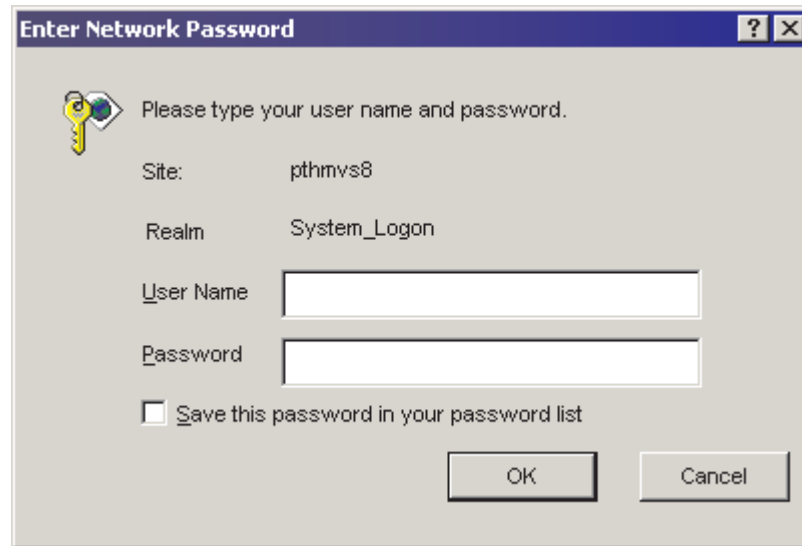 Enter Network Password
Please type your user name and password.
Site: pthmvs8
Realm System_Logon
User Name
Password
Save this password in your password list
OK Cancel